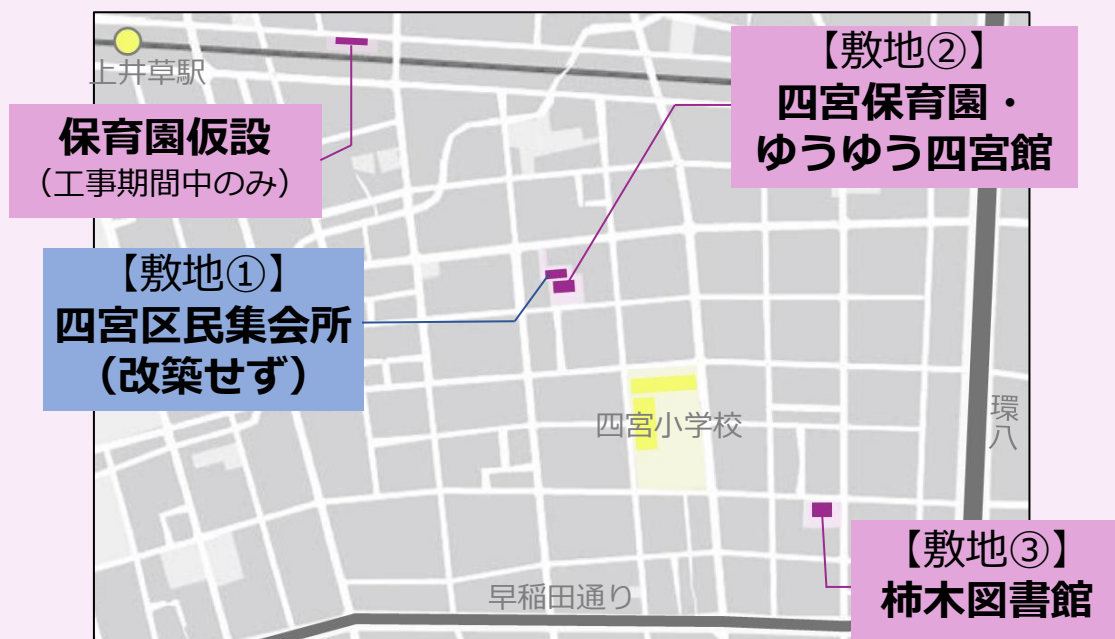 上井草駅
保育園仮設
（工事期間中のみ）
【敷地②】
四宮保育園・
ゆうゆう四宮館
【敷地①】
四宮区民集会所
（改築せず）
四宮小学校
環八
【敷地③】
柿木図書館
早稲田通り